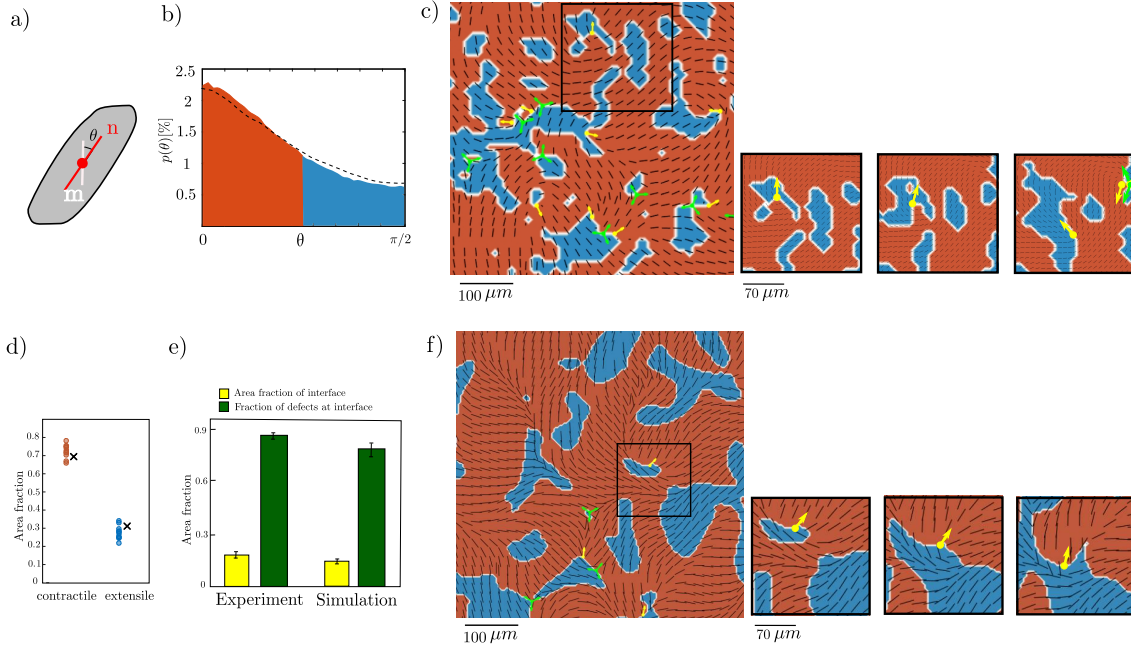 a)
n
θ
m
b)
p(θ)[%]
2.5
2
1.5
1
0.5
0
θ
π/2
c)
100 μm
70 μm
d)
Area fraction
0.8
0.7
0.6
0.5
0.4
0.3
0.2
0.1
0
contractile
extensile
e)
Area fraction of interface
Fraction of defects at interface
Area fraction
0.9
0.6
0.3
0
Experiment
Simulation
f)
100 μm
70 μm